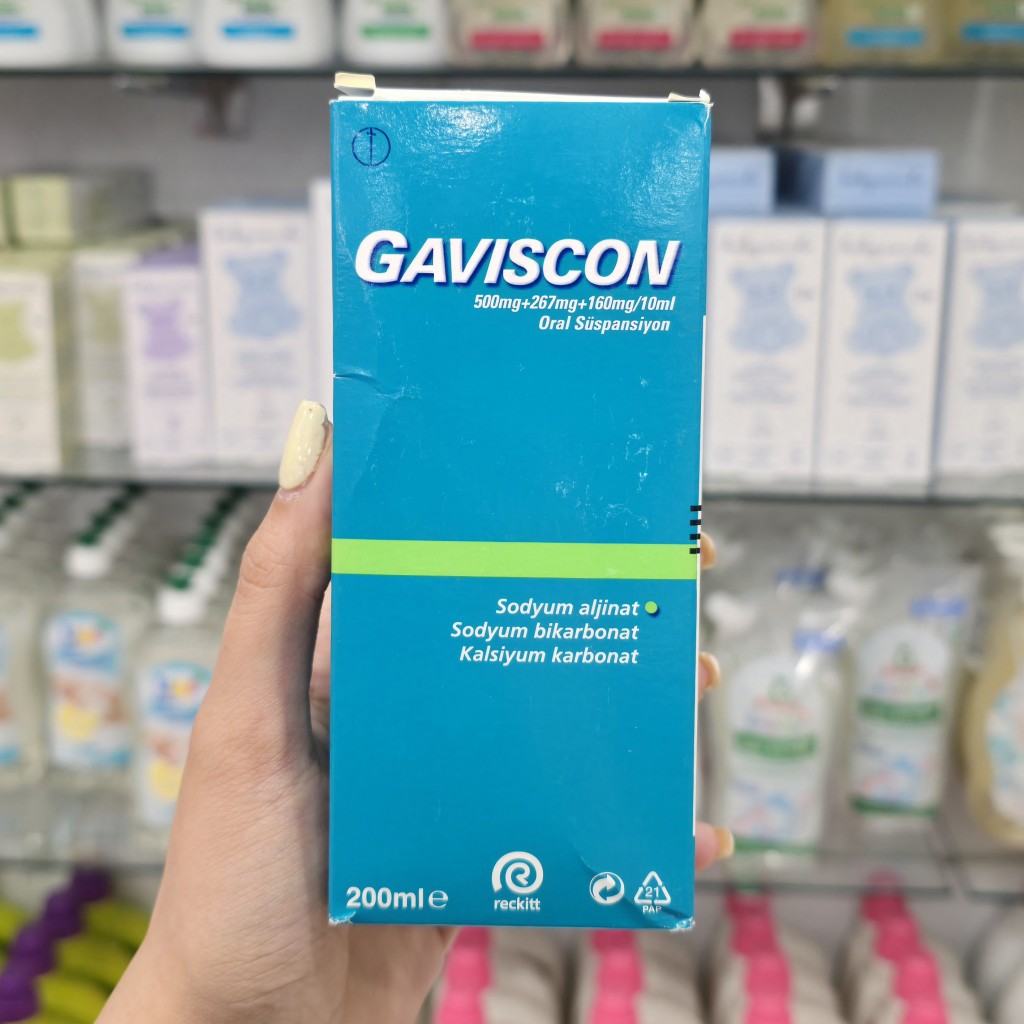 GAVISCON
500mg+267mg+160mg/10ml
Oral Süspansiyon
Sodyum aljinat
Sodyum bikarbonat
Kalsiyum karbonat
200ml e
reckitt
21
PAP